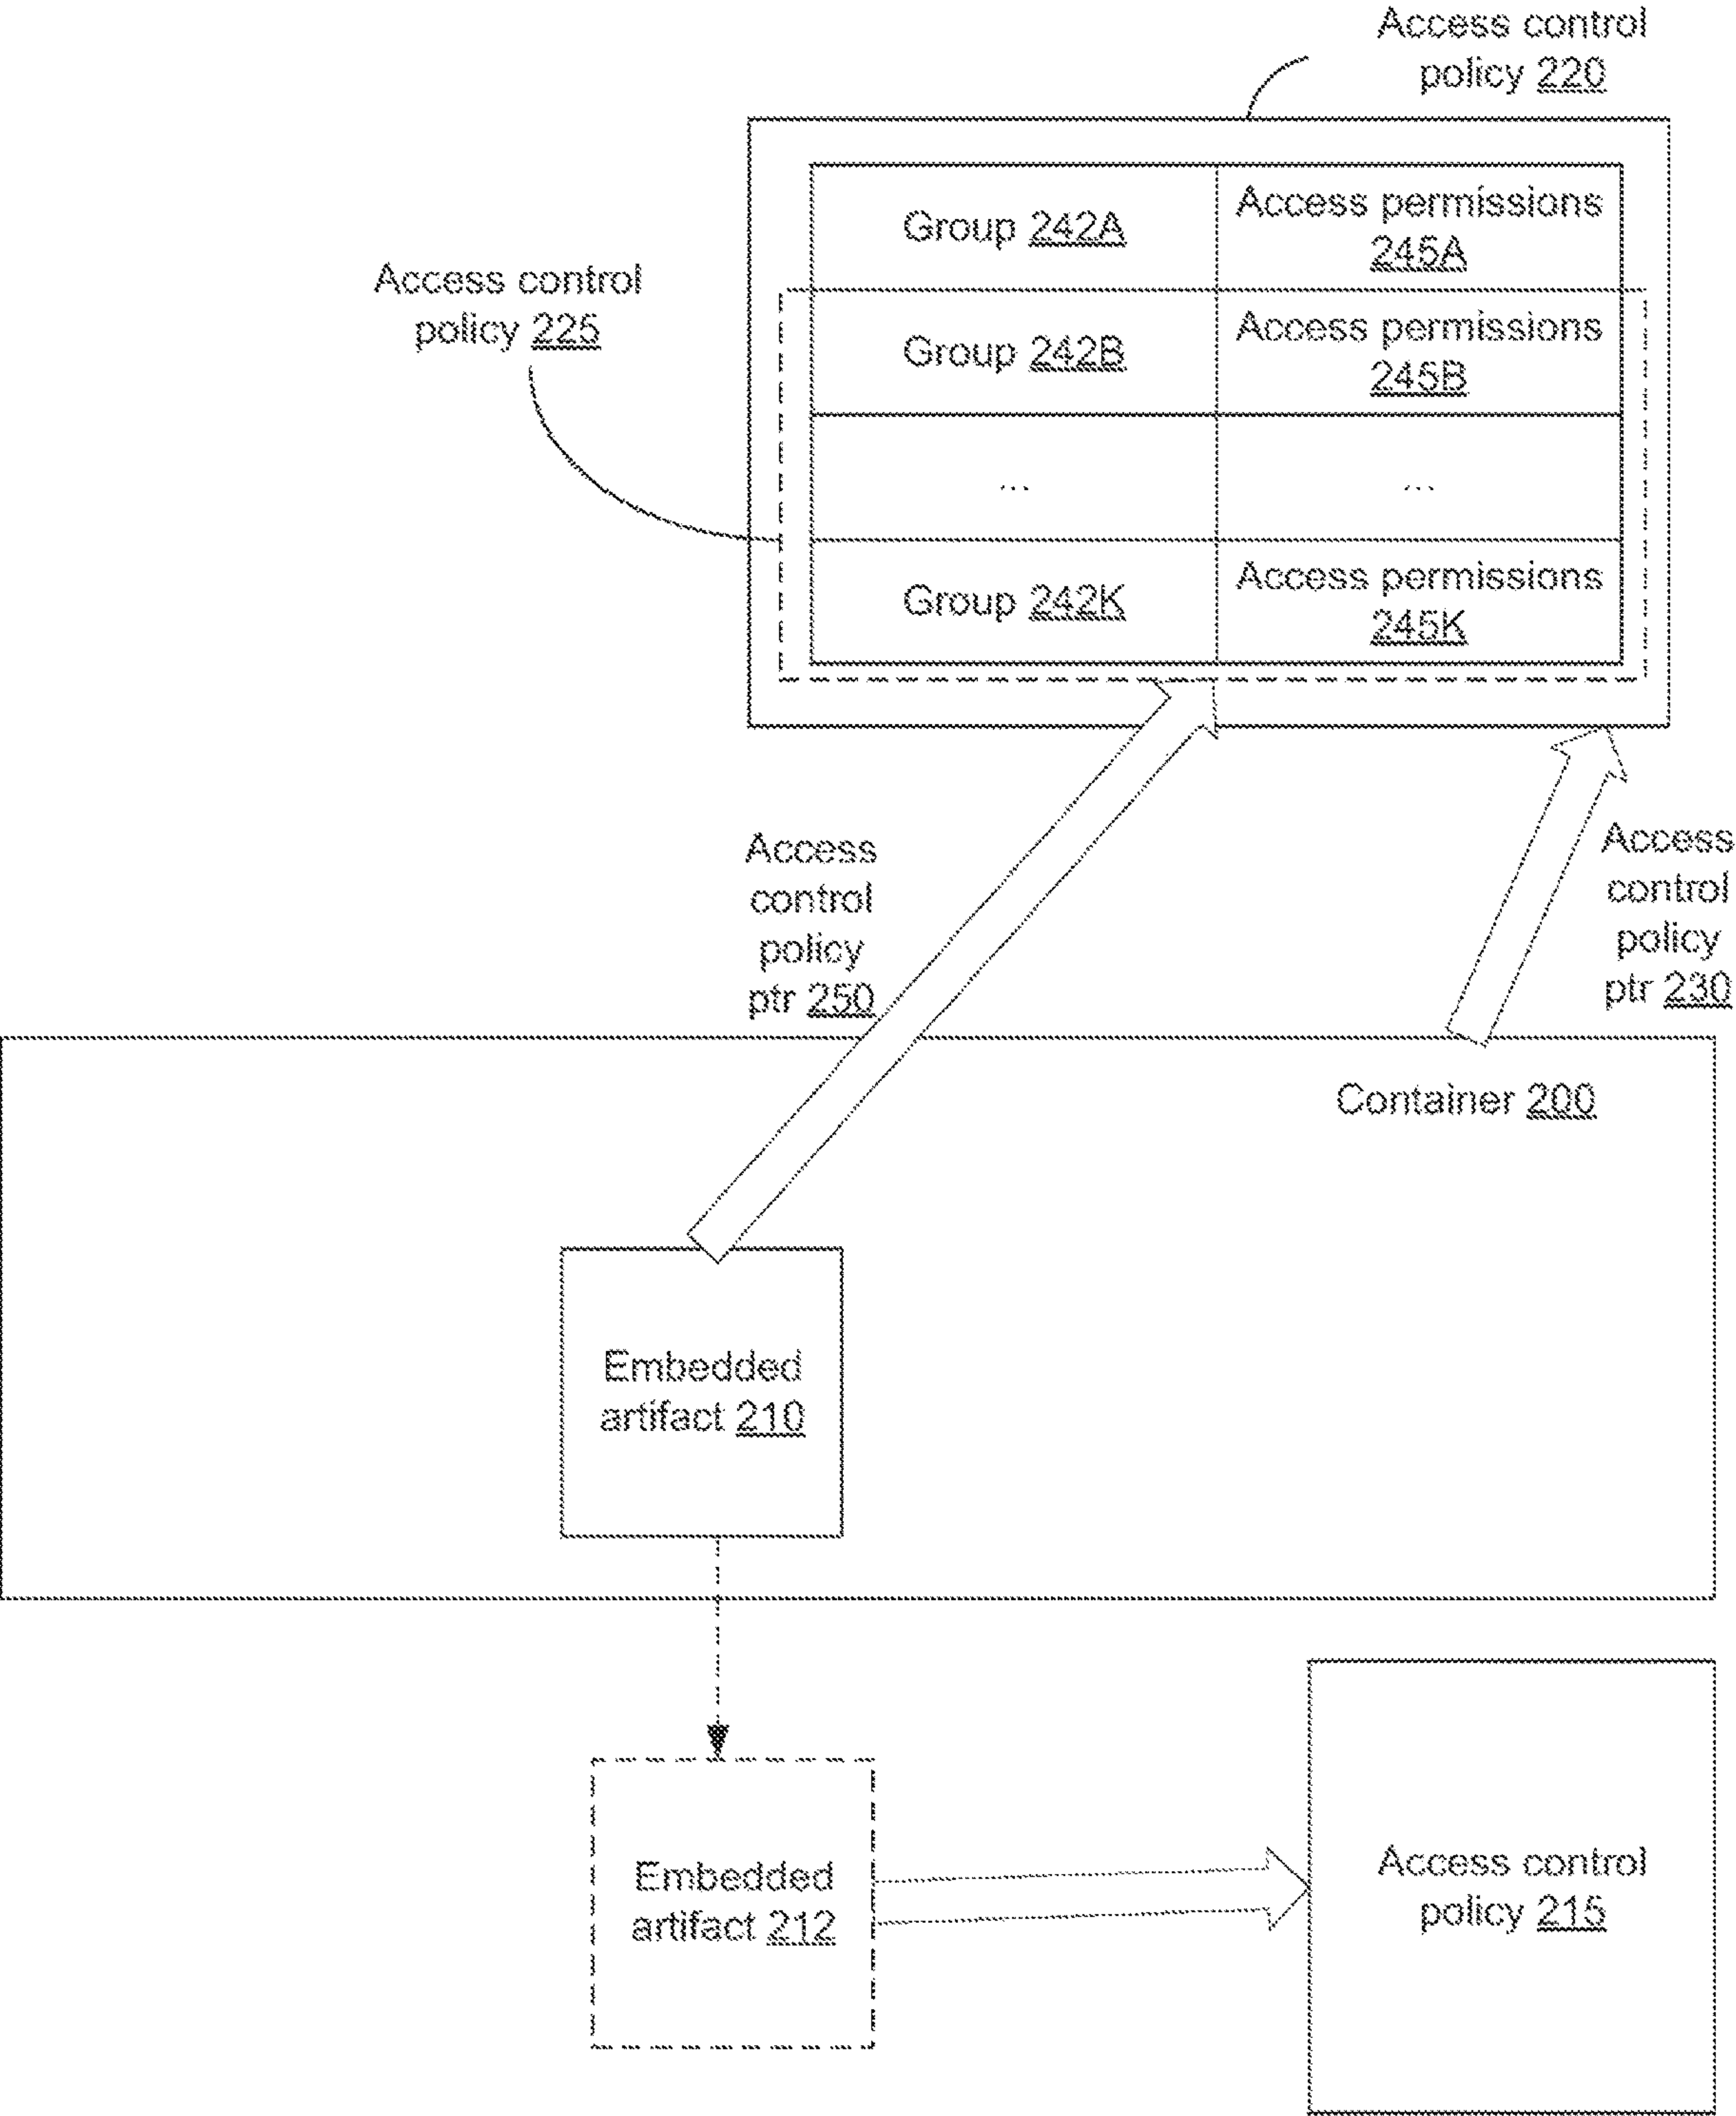 Access control
policy 220
Group 242A
Access permissions
245A
Access control
policy 225
Group 242B
Access permissions
245B
...
...
Group 242K
Access permissions
245K
Access
control
policy
ptr 250
Access
control
policy
ptr 230
Container 200
Embedded
artifact 210
Embedded
artifact 212
Access control
policy 215